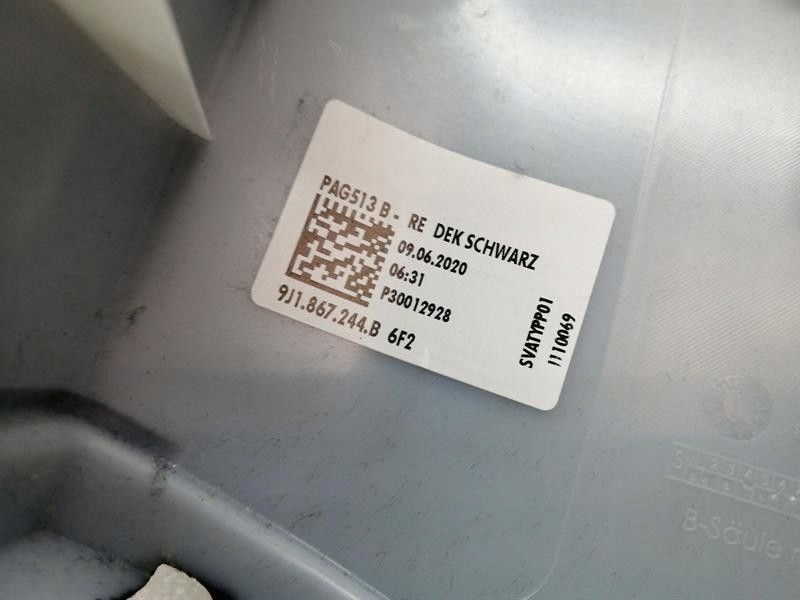 PAG513 B - RE DEK SCHWARZ
09.06.2020
06:31
P30012928
9J1.867.244.B 6F2
SVATYPP01
1110069
B-Säule